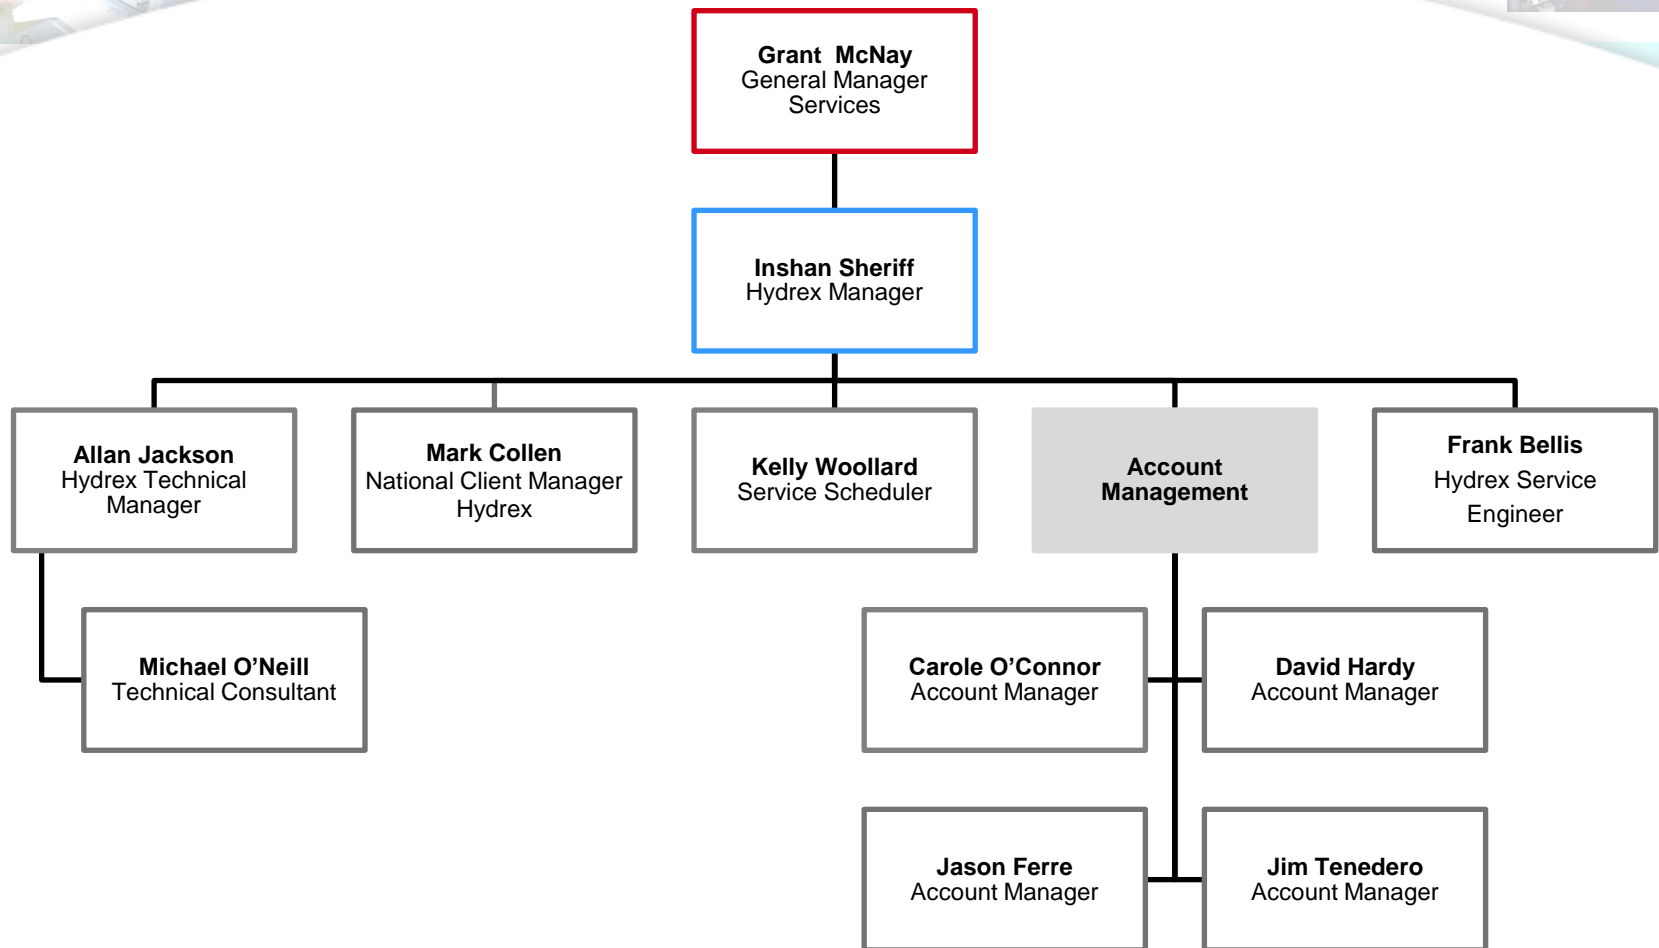 Grant  McNay
General Manager
Services
Inshan Sheriff
Hydrex Manager
Allan Jackson
Hydrex Technical
Manager
Mark Collen
National Client Manager
Hydrex
Kelly Woollard
Service Scheduler
Account
Management
Frank Bellis
Hydrex Service
Engineer
Michael O’Neill
Technical Consultant
Carole O’Connor
Account Manager
David Hardy
Account Manager
Jason Ferre
Account Manager
Jim Tenedero
Account Manager